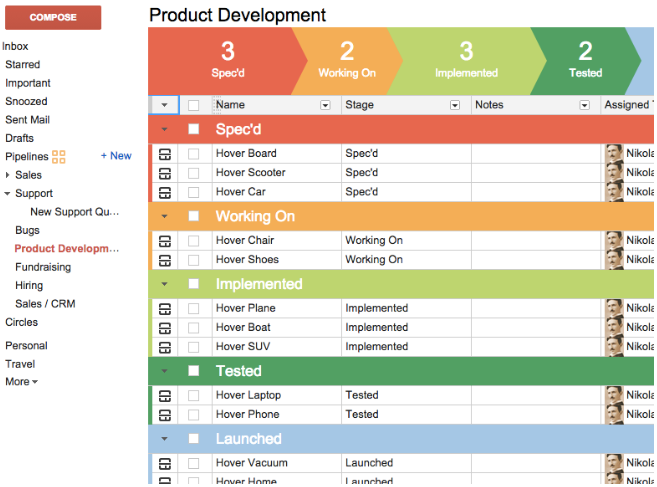 COMPOSE
Inbox
Starred
Important
Snoozed
Sent Mail
Drafts
Pipelines + New
Sales
Support
New Support Qu...
Bugs
Product Developm...
Fundraising
Hiring
Sales / CRM
Circles
Personal
Travel
More
Product Development
3 2 3 2
Spec'd Working On Implemented Tested
Name Stage Notes Assigned T
Spec'd
Hover Board Spec'd Nikola
Hover Scooter Spec'd Nikola
Hover Car Spec'd Nikola
Working On
Hover Chair Working On Nikola
Hover Shoes Working On Nikola
Implemented
Hover Plane Implemented Nikola
Hover Boat Implemented Nikola
Hover SUV Implemented Nikola
Tested
Hover Laptop Tested Nikola
Hover Phone Tested Nikola
Launched
Hover Vacuum Launched Nikola
Hover Home Launched Nikola